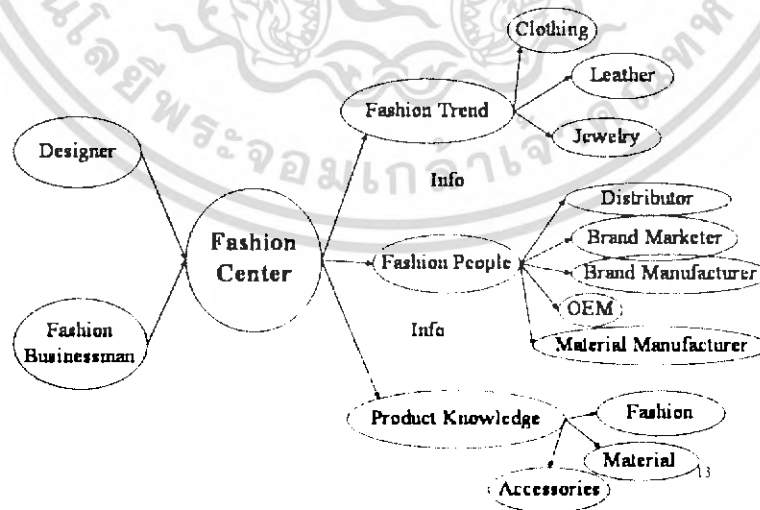 Clothing
Leather
Fashion Trend
Jewelry
Designer
Info
Distributor
Fashion
Center
Fashion People
Brand Marketer
Brand Manufacturer
OEM
Info
Material Manufacturer
Fashion
Businessman
Product Knowledge
Fashion
Material
13
Accessories